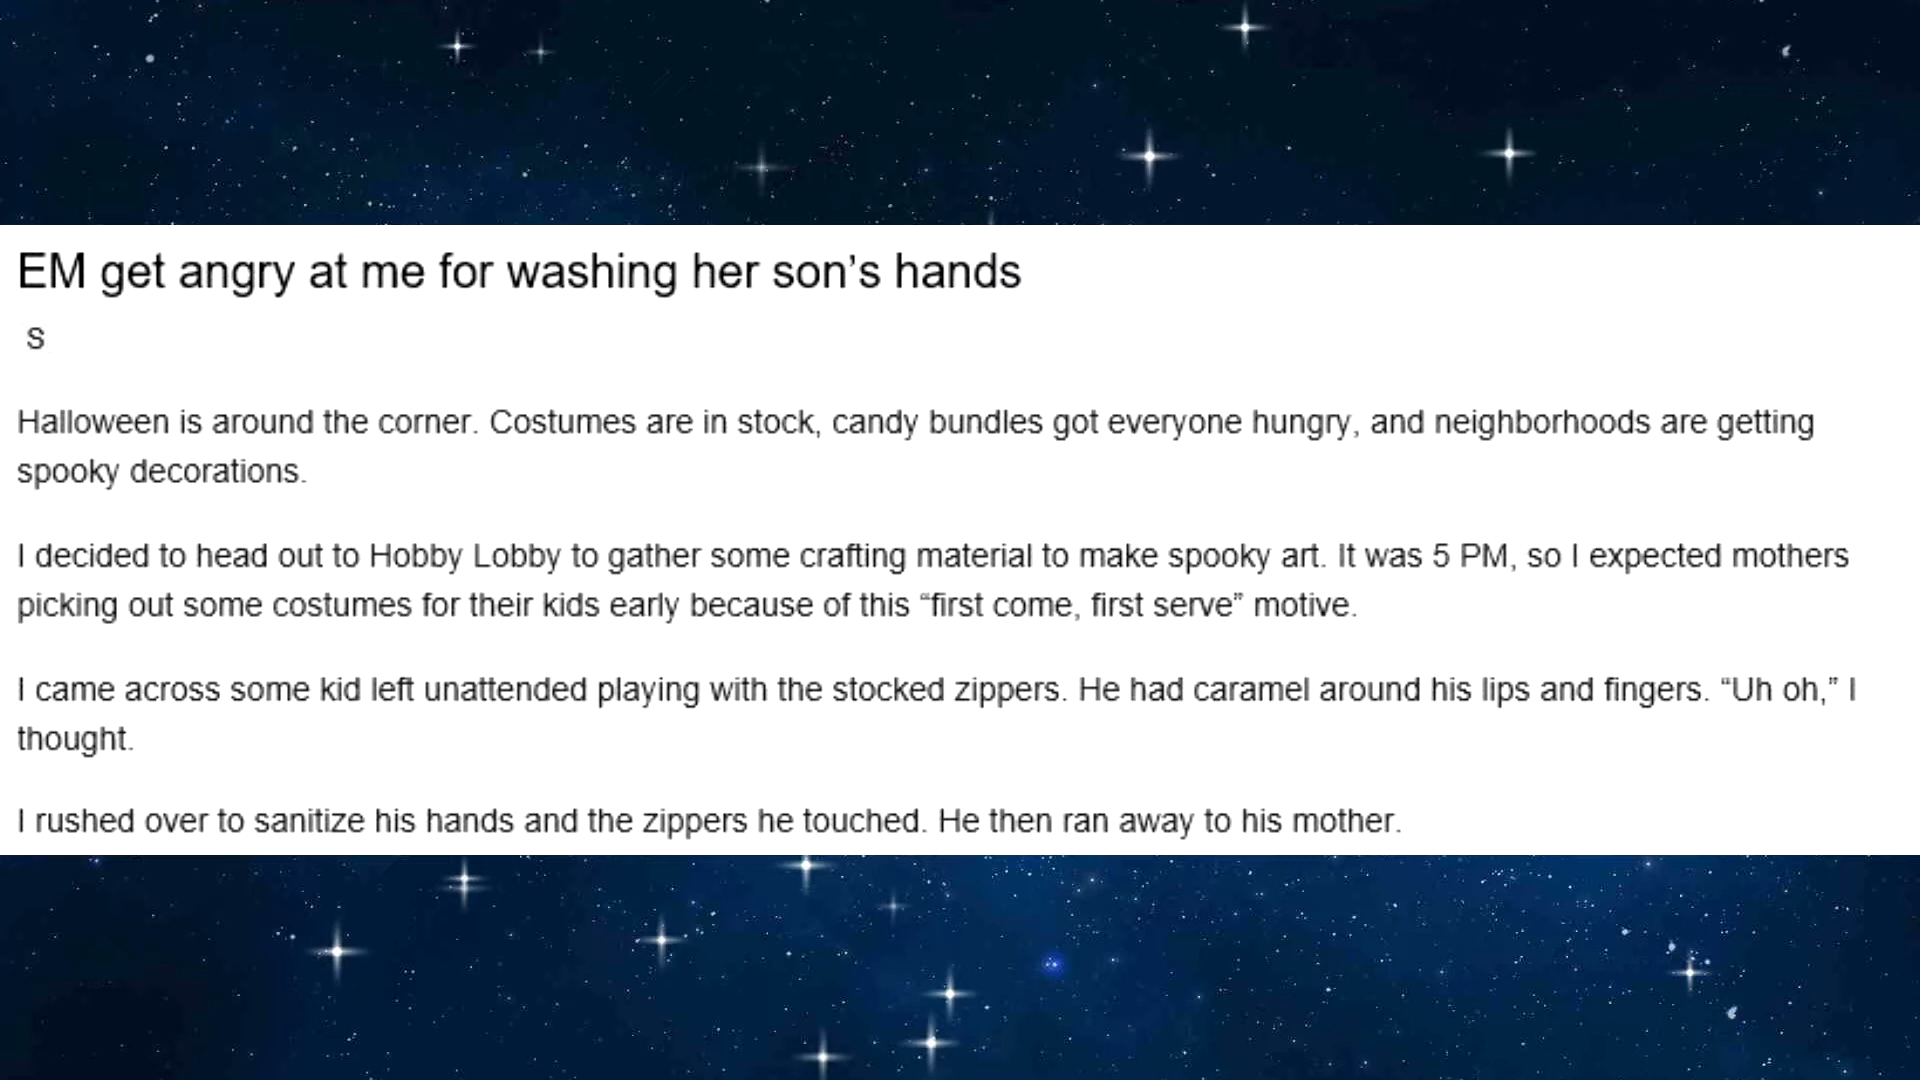 EM get angry at me for washing her son’s hands
s
Halloween is around the corner. Costumes are in stock, candy bundles got everyone hungry, and neighborhoods are getting
spooky decorations.
I decided to head out to Hobby Lobby to gather some crafting material to make spooky art. It was 5 PM, so I expected mothers
picking out some costumes for their kids early because of this “first come, first serve” motive.
I came across some kid left unattended playing with the stocked zippers. He had caramel around his lips and fingers. “Uh oh,” I
thought.
I rushed over to sanitize his hands and the zippers he touched. He then ran away to his mother.